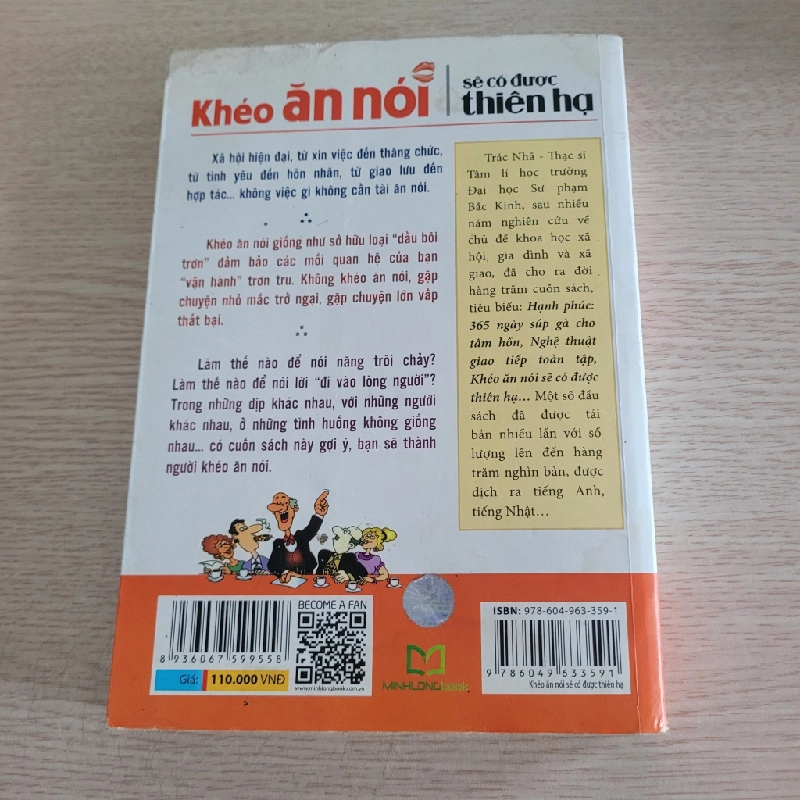 Khéo ăn nói sẽ có được thiên hạ
Xã hội hiện đại, từ xin việc đến thăng chức,
từ tình yêu đến hôn nhân, từ giao lưu đến
hợp tác... không việc gì không cần tài ăn nói.
Khéo ăn nói giống như sở hữu loại "dầu bôi
trơn" đảm bảo các mối quan hệ của bạn
"vận hành" trơn tru. Không khéo ăn nói, gặp
chuyện nhỏ mắc trở ngại, gặp chuyện lớn vấp
thất bại.
Làm thế nào để nói năng trôi chảy?
Làm thế nào để nói lời "đi vào lòng người"?
Trong những dịp khác nhau, với những người
khác nhau, ở những tình huống không giống
nhau... có cuốn sách này gợi ý, bạn sẽ thành
người khéo ăn nói.
Trác Nhã - Thạc sĩ
Tâm lí học trường
Đại học Sư phạm
Bắc Kinh, sau nhiều
năm nghiên cứu về
chủ đề khoa học xã
hội, gia đình và xã
giao, đã cho ra đời
hàng trăm cuốn sách,
tiêu biểu: Hạnh phúc:
365 ngày súp gà cho
tâm hồn, Nghệ thuật
giao tiếp toàn tập,
Khéo ăn nói sẽ có được
thiên hạ... Một số đầu
sách đã được tái
bản nhiều lần với số
lượng lên đến hàng
trăm nghìn bản, được
dịch ra tiếng Anh,
tiếng Nhật...
8 936067 599558
Giá: 110.000 VNĐ
BECOME A FAN
www.minhlongbook.com.vn
MINHLONGbook
ISBN: 978-604-963-359-1
9 786049 633591
Khéo ăn nói sẽ có được thiên hạ